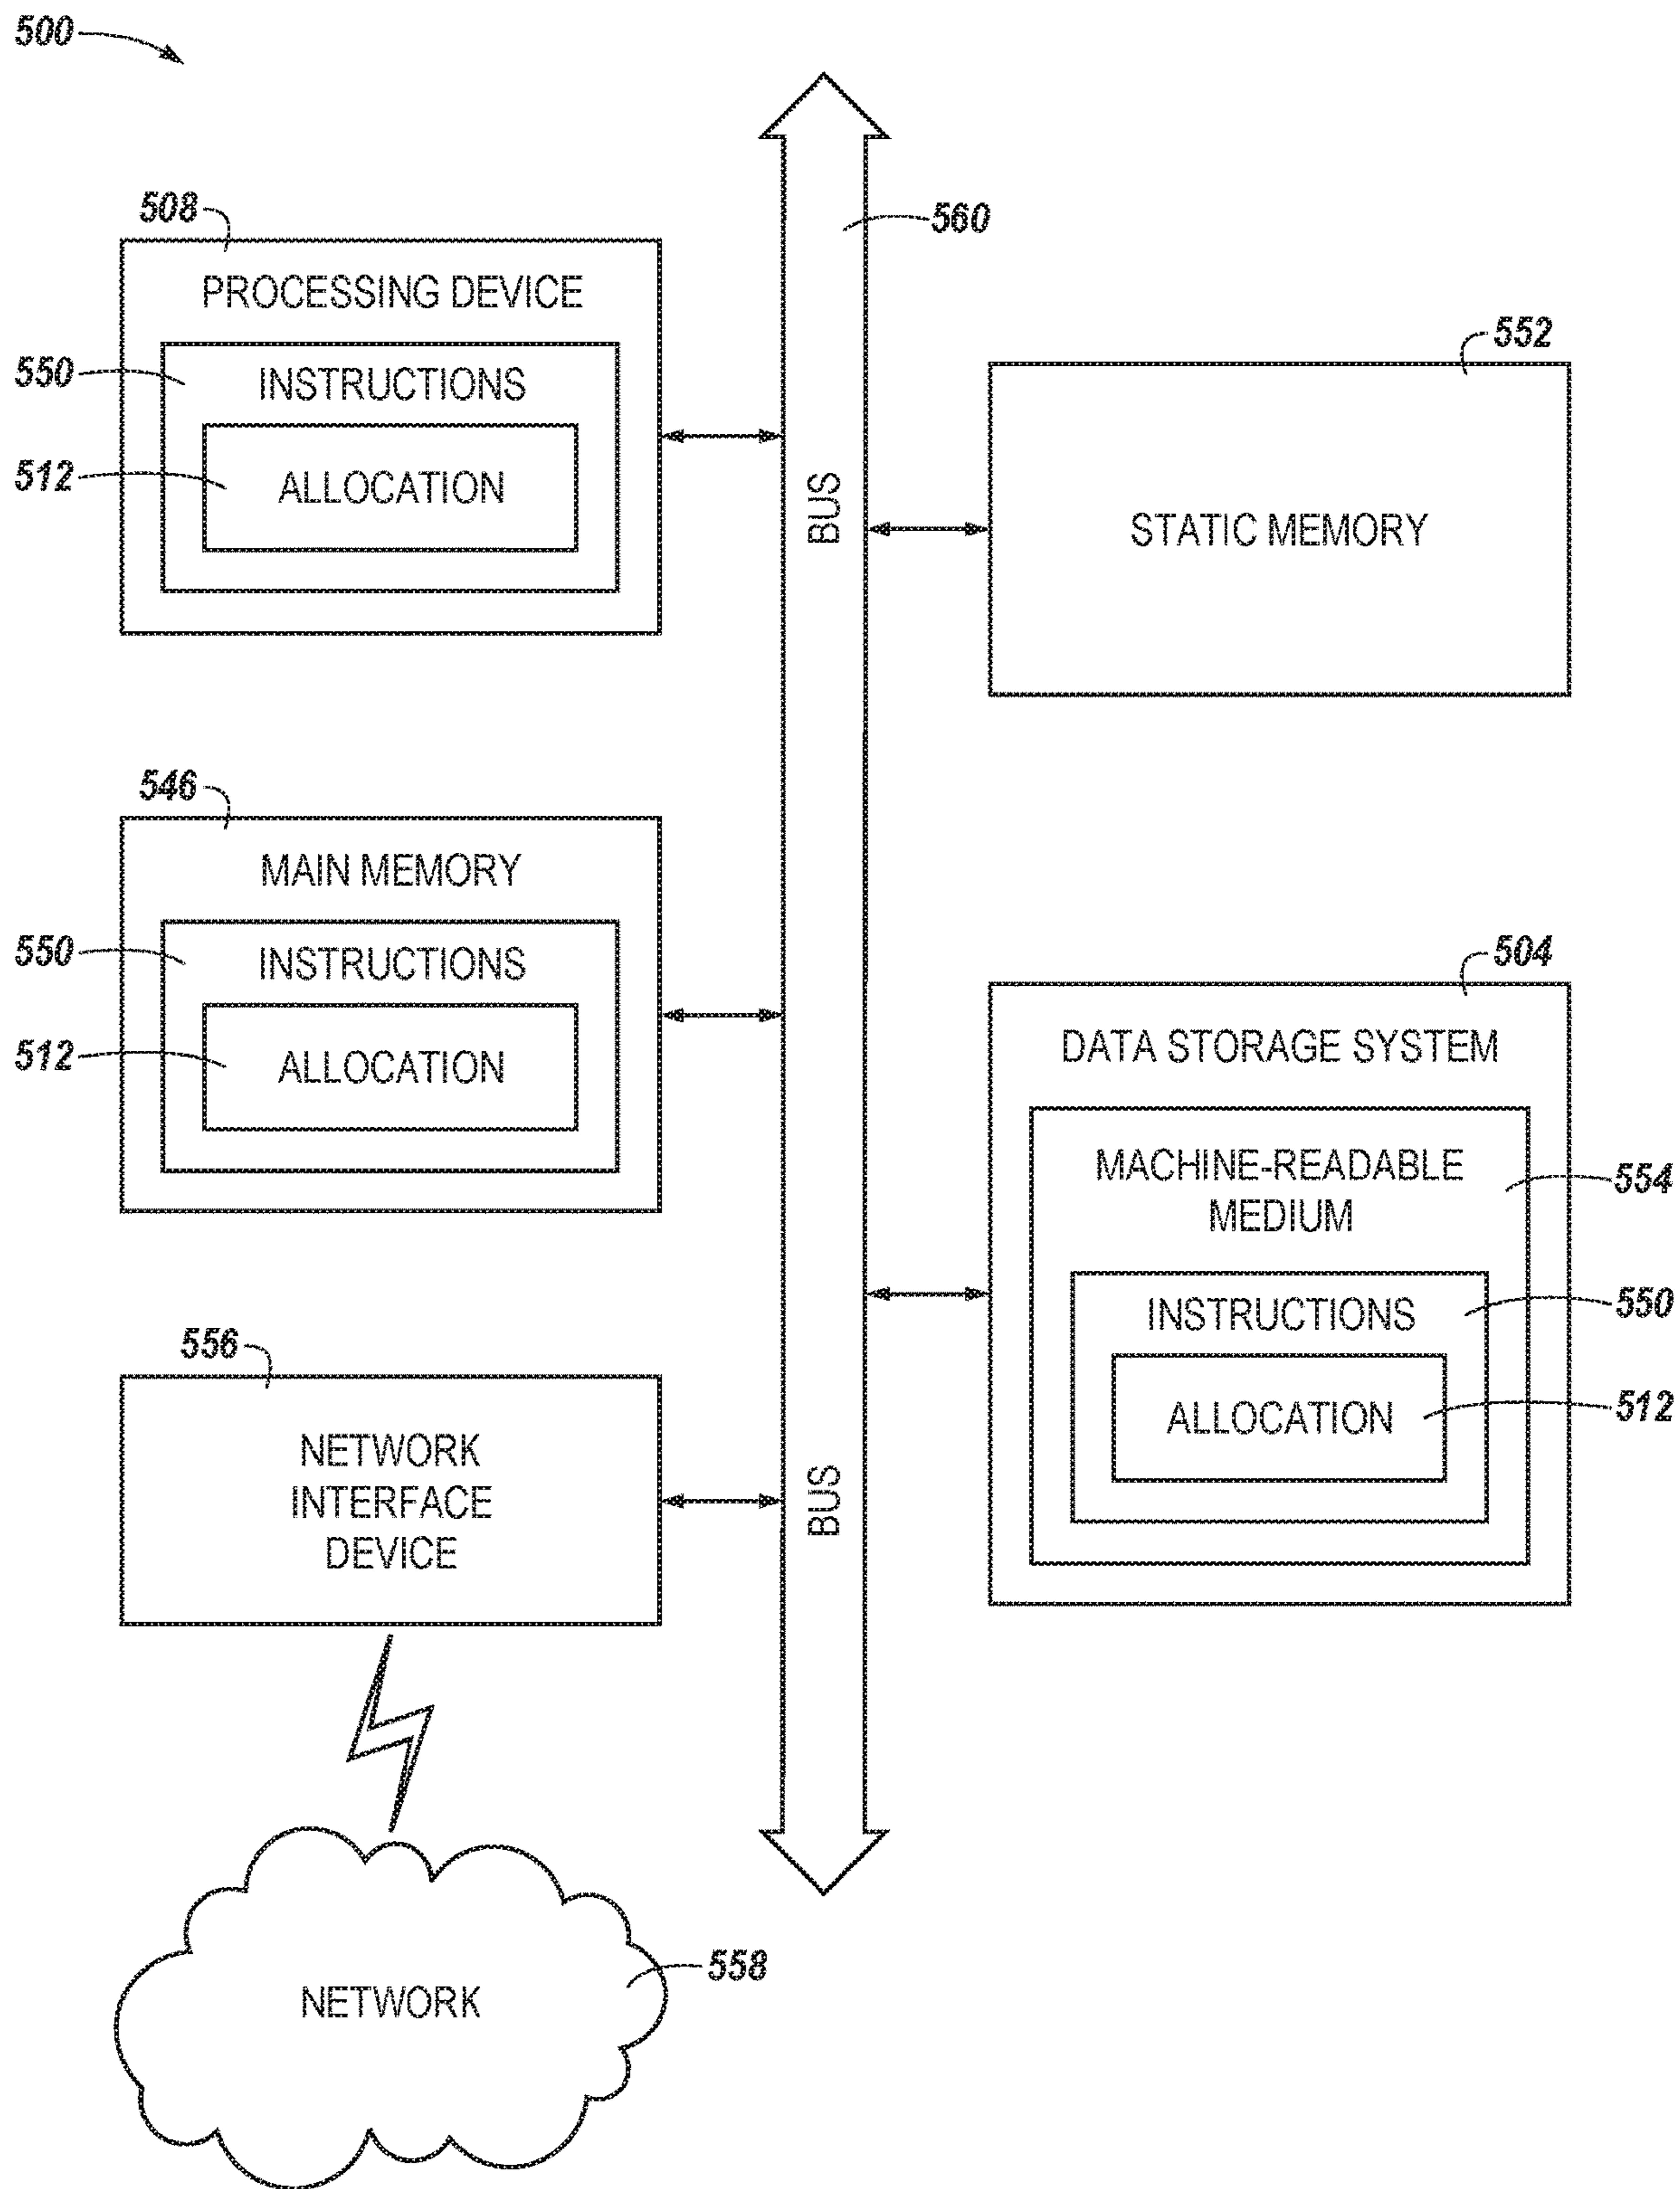 500
508
PROCESSING DEVICE
550
INSTRUCTIONS
512
ALLOCATION
546
MAIN MEMORY
550
INSTRUCTIONS
512
ALLOCATION
556
NETWORK
INTERFACE
DEVICE
NETWORK
558
560
BUS
BUS
552
STATIC MEMORY
504
DATA STORAGE SYSTEM
MACHINE-READABLE
MEDIUM
554
INSTRUCTIONS
550
ALLOCATION
512